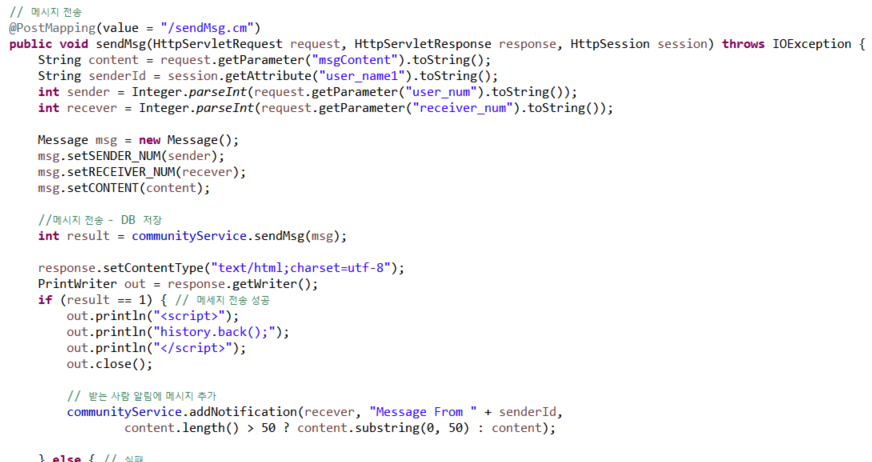 // 메시지 전송
@PostMapping(value = "/sendMsg.cm")
public void sendMsg(HttpServletRequest request, HttpServletResponse response, HttpSession session) throws IOException {
    String content = request.getParameter("msgContent").toString();
    String senderId = session.getAttribute("user_name1").toString();
    int sender = Integer.parseInt(request.getParameter("user_num").toString());
    int recever = Integer.parseInt(request.getParameter("receiver_num").toString());

    Message msg = new Message();
    msg.setSENDER_NUM(sender);
    msg.setRECEIVER_NUM(recever);
    msg.setCONTENT(content);

    //메시지 전송 - DB 저장
    int result = communityService.sendMsg(msg);

    response.setContentType("text/html;charset=utf-8");
    PrintWriter out = response.getWriter();
    if (result == 1) { // 메세지 전송 성공
        out.println("<script>");
        out.println("history.back();");
        out.println("</script>");
        out.close();

        // 받는 사람 알림에 메시지 추가
        communityService.addNotification(recever, "Message From " + senderId,
                content.length() > 50 ? content.substring(0, 50) : content);

    } else { // 실패